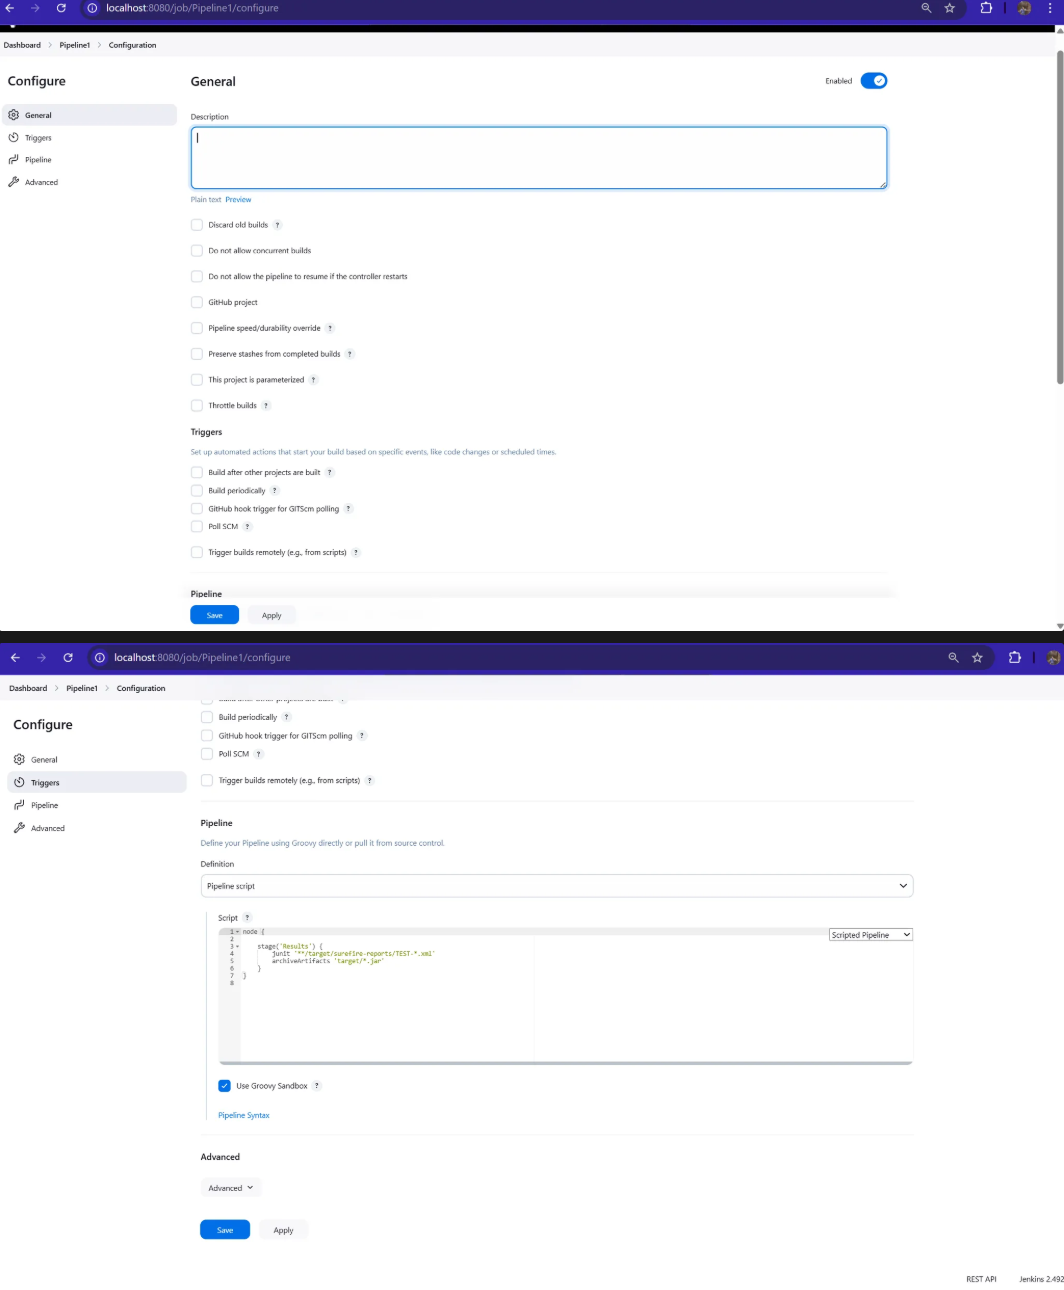 localhost:8080/job/Pipeline1/configure
Dashboard > Pipeline1 > Configuration
Configure
General
Triggers
Pipeline
Advanced
General
Enabled
Description
Plain text Preview
Discard old builds ?
Do not allow concurrent builds
Do not allow the pipeline to resume if the controller restarts
GitHub project
Pipeline speed/durability override ?
Preserve stashes from completed builds ?
This project is parameterized ?
Throttle builds ?
Triggers
Set up automated actions that start your build based on specific events, like code changes or scheduled times.
Build after other projects are built ?
Build periodically ?
GitHub hook trigger for GITScm polling ?
Poll SCM ?
Trigger builds remotely (e.g., from scripts) ?
Pipeline
Save Apply
localhost:8080/job/Pipeline1/configure
Dashboard > Pipeline1 > Configuration
Configure
General
Triggers
Pipeline
Advanced
Build periodically ?
GitHub hook trigger for GITScm polling ?
Poll SCM ?
Trigger builds remotely (e.g., from scripts) ?
Pipeline
Define your Pipeline using Groovy directly or pull it from source control.
Definition
Pipeline script
Script ?
Scripted Pipeline
1 node {
2
3 stage('Results') {
4 junit '**/target/surefire-reports/TEST-*.xml'
5 archiveArtifacts 'target/*.jar'
6 }
7 }
8
Use Groovy Sandbox ?
Pipeline Syntax
Advanced
Advanced
Save Apply
REST API Jenkins 2.492